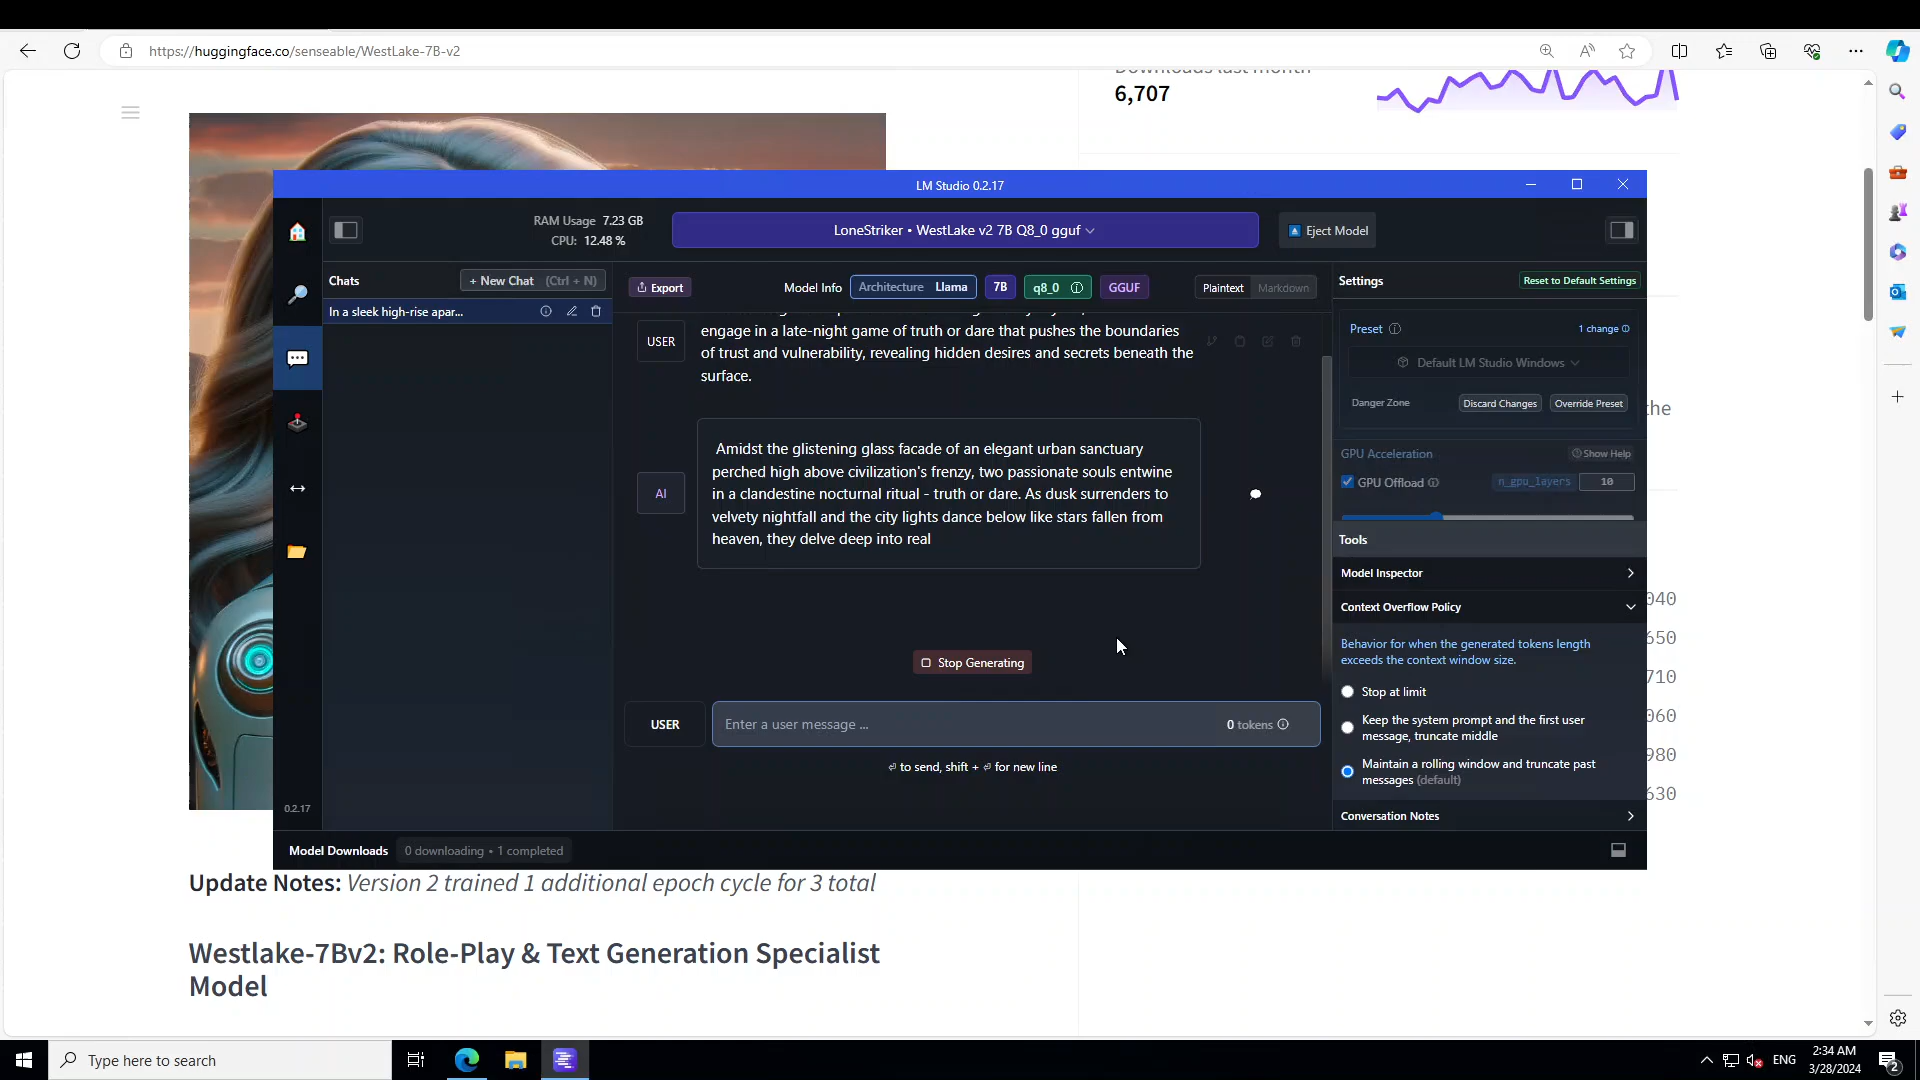 https://huggingface.co/senseable/WestLake-7B-v2
6,707
LM Studio 0.2.17
RAM Usage 7.23 GB
CPU: 12.48 %
LoneStriker • WestLake v2 7B Q8_0 gguf
Eject Model
Chats
+ New Chat (Ctrl + N)
Export
Model Info
Architecture Llama
7B
q8_0
GGUF
Plaintext
Markdown
Settings
Reset to Default Settings
In a sleek high-rise apar...
USER
engage in a late-night game of truth or dare that pushes the boundaries
of trust and vulnerability, revealing hidden desires and secrets beneath the
surface.
Preset
1 change
Default LM Studio Windows
Danger Zone
Discard Changes
Override Preset
AI
Amidst the glistening glass facade of an elegant urban sanctuary
perched high above civilization's frenzy, two passionate souls entwine
in a clandestine nocturnal ritual - truth or dare. As dusk surrenders to
velvety nightfall and the city lights dance below like stars fallen from
heaven, they delve deep into real
GPU Acceleration
Show Help
GPU Offload
n_gpu_layers
10
the
Tools
Model Inspector
Context Overflow Policy
Behavior for when the generated tokens length
exceeds the context window size.
Stop at limit
Keep the system prompt and the first user
message, truncate middle
Maintain a rolling window and truncate past
messages (default)
Conversation Notes
040
650
710
060
980
630
Stop Generating
USER
Enter a user message ...
0 tokens
⏎ to send, shift + ⏎ for new line
0.2.17
Model Downloads
0 downloading • 1 completed
Update Notes: Version 2 trained 1 additional epoch cycle for 3 total
Westlake-7Bv2: Role-Play & Text Generation Specialist
Model
Type here to search
ENG
2:34 AM
3/28/2024
2